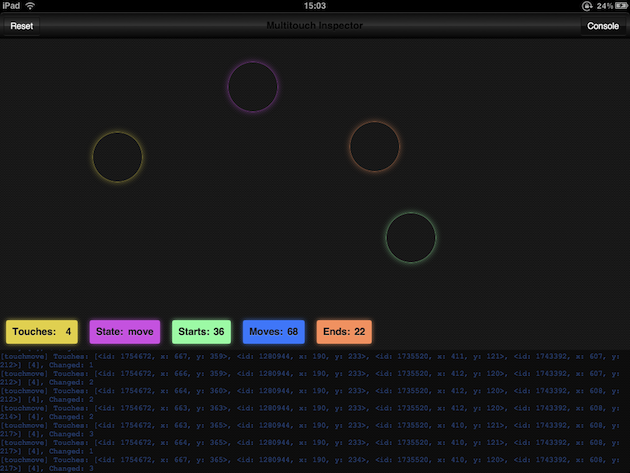 iPad 15:03 24%
Reset Multitouch Inspector Console
Touches: 4 State: move Starts: 36 Moves: 68 Ends: 22
[touchmove] Touches: [<id: 1754672, x: 667, y: 359>, <id: 1280944, x: 190, y: 233>, <id: 1735520, x: 411, y: 121>, <id: 1743392, x: 607, y:
212>] [4], Changed: 1
[touchmove] Touches: [<id: 1754672, x: 666, y: 359>, <id: 1280944, x: 190, y: 233>, <id: 1735520, x: 412, y: 120>, <id: 1743392, x: 607, y:
212>] [4], Changed: 2
[touchmove] Touches: [<id: 1754672, x: 664, y: 360>, <id: 1280944, x: 190, y: 233>, <id: 1735520, x: 412, y: 120>, <id: 1743392, x: 608, y:
212>] [4], Changed: 2
[touchmove] Touches: [<id: 1754672, x: 663, y: 363>, <id: 1280944, x: 190, y: 233>, <id: 1735520, x: 412, y: 120>, <id: 1743392, x: 608, y:
214>] [4], Changed: 2
[touchmove] Touches: [<id: 1754672, x: 663, y: 365>, <id: 1280944, x: 190, y: 233>, <id: 1735520, x: 410, y: 121>, <id: 1743392, x: 608, y:
217>] [4], Changed: 3
[touchmove] Touches: [<id: 1754672, x: 664, y: 365>, <id: 1280944, x: 190, y: 233>, <id: 1735520, x: 410, y: 121>, <id: 1743392, x: 608, y:
217>] [4], Changed: 1
[touchmove] Touches: [<id: 1754672, x: 667, y: 365>, <id: 1280944, x: 190, y: 234>, <id: 1735520, x: 410, y: 120>, <id: 1743392, x: 608, y:
217>] [4], Changed: 3